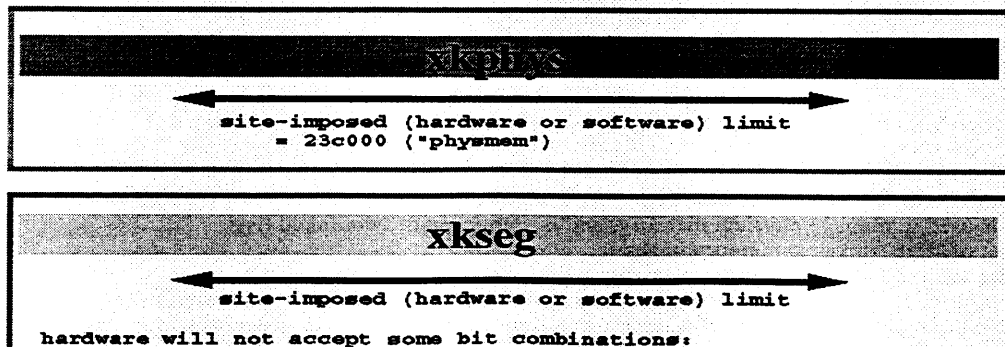 xkphys
site-imposed (hardware or software) limit
= 23c000 ("physmem")
xkseg
site-imposed (hardware or software) limit
hardware will not accept some bit combinations: